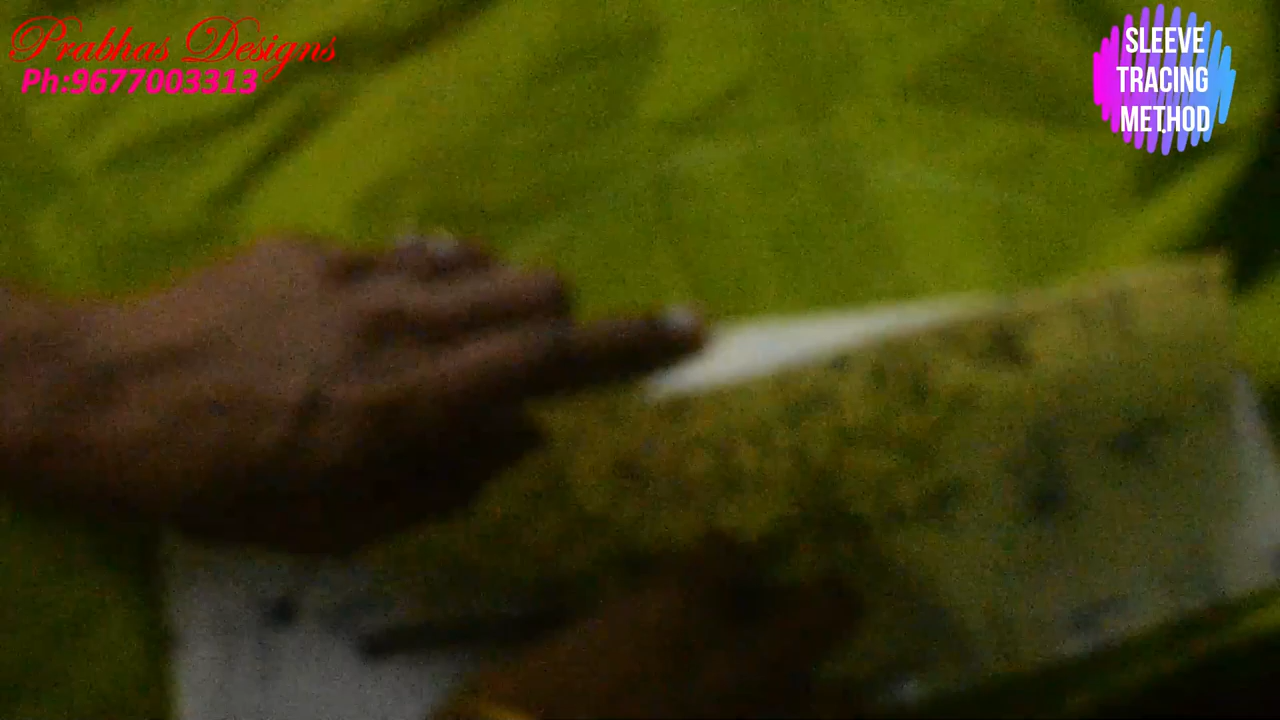 Prabhas Designs
Ph:9677003313
SLEEVE
TRACING
METHOD